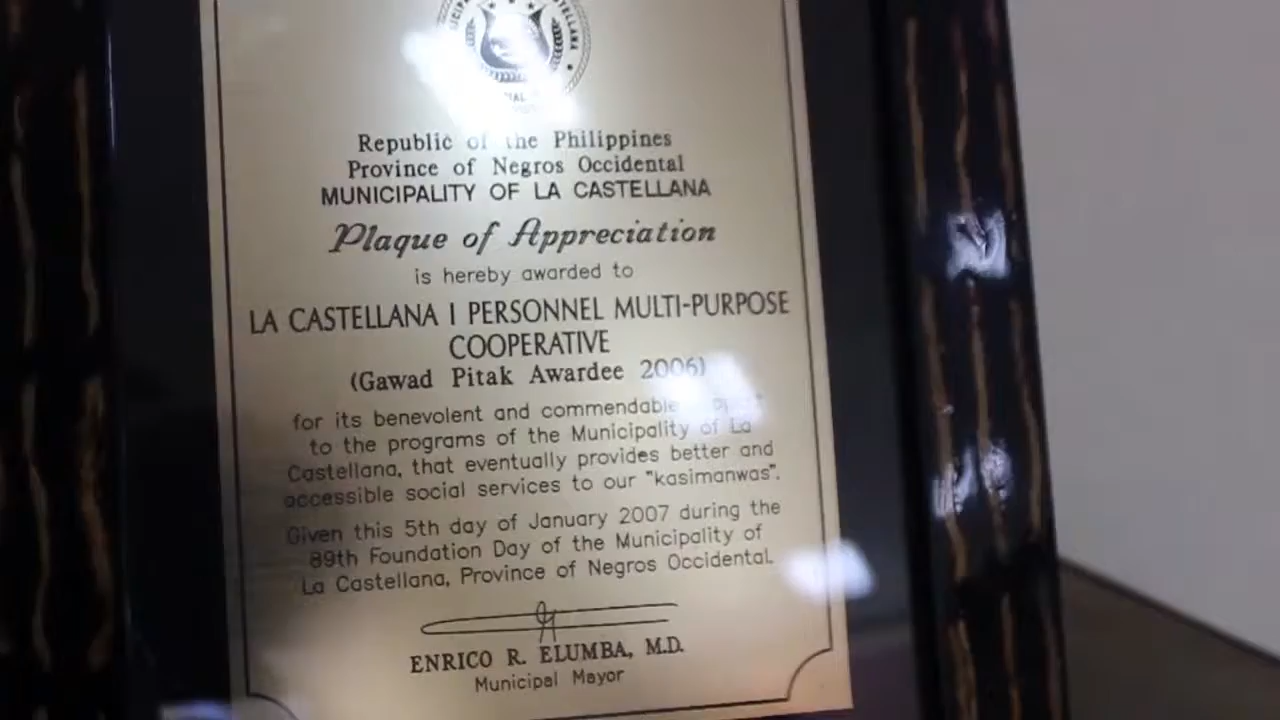 Republic of the Philippines
Province of Negros Occidental
MUNICIPALITY OF LA CASTELLANA
Plaque of Appreciation
is hereby awarded to
LA CASTELLANA I PERSONNEL MULTI-PURPOSE
COOPERATIVE
(Gawad Pitak Awardee 2006)
for its benevolent and commendable
to the programs of the Municipality of La
Castellana, that eventually provides better and
accessible social services to our "kasimanwas".
Given this 5th day of January 2007 during the
89th Foundation Day of the Municipality of
La Castellana, Province of Negros Occidental.
ENRICO R. ELUMBA, M.D.
Municipal Mayor